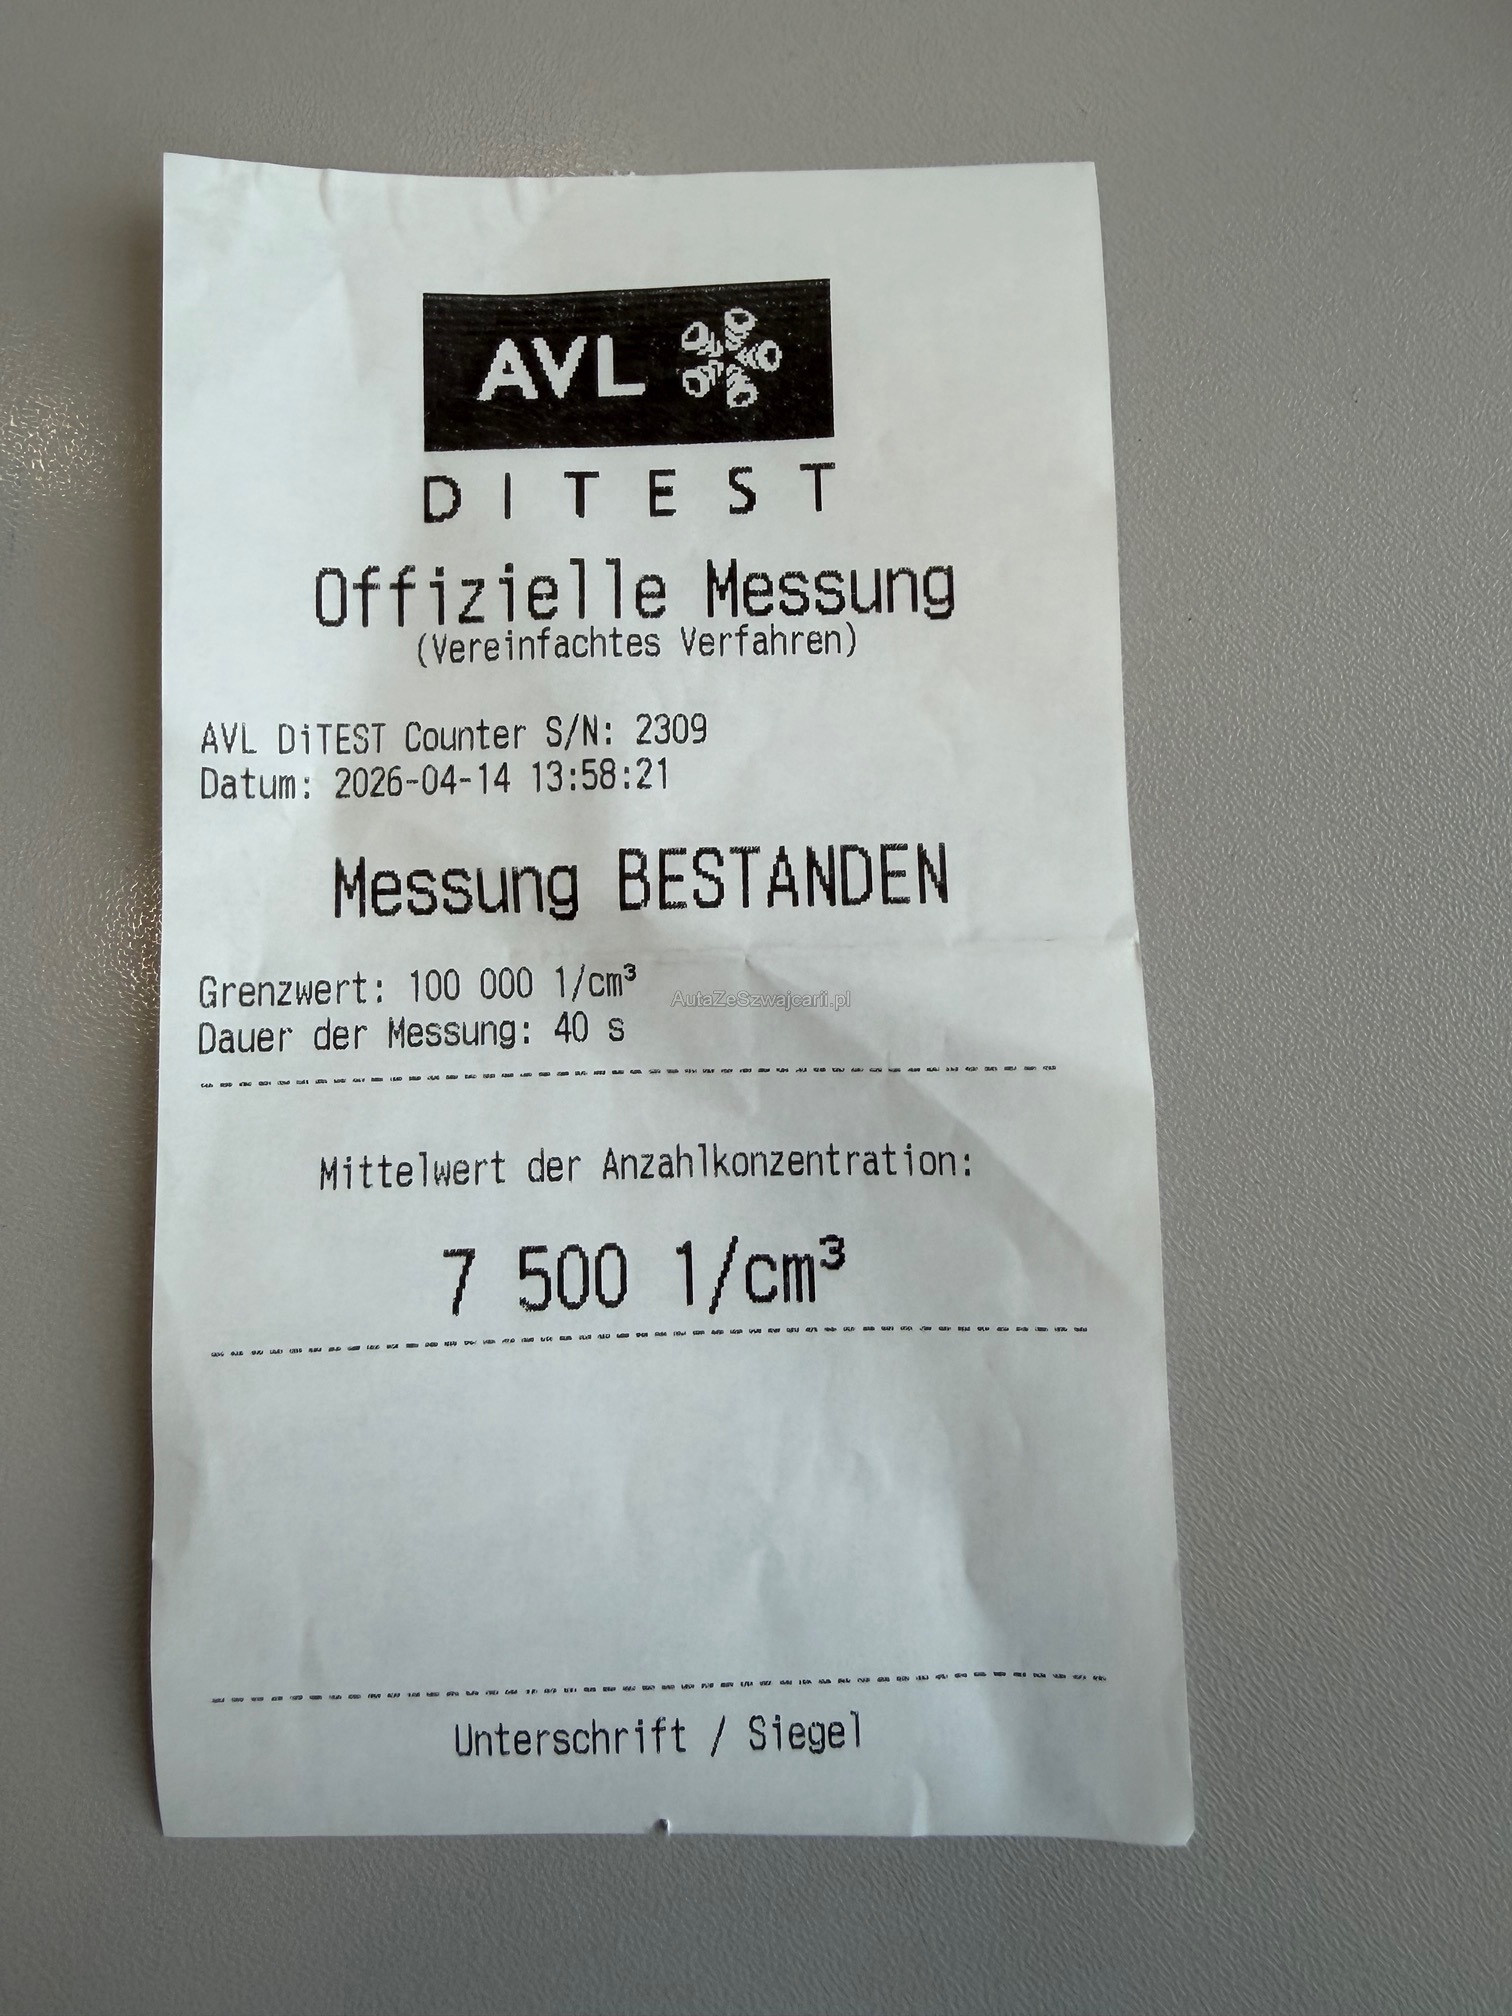 AVL
DITEST
Offizielle Messung
(Vereinfachtes Verfahren)
AVL DiTEST Counter S/N: 2309
Datum: 2026-04-14 13:58:21
Messung BESTANDEN
Grenzwert: 100 000 1/cm³
AutaZeSzwajcarii.pl
Dauer der Messung: 40 s
Mittelwert der Anzahlkonzentration:
7 500 1/cm³
Unterschrift / Siegel